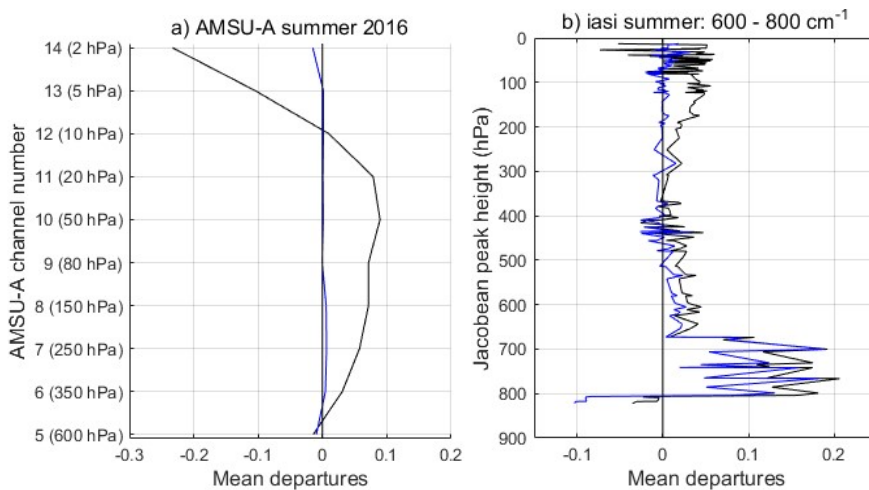 a) AMSU-A summer 2016
14 (2 hPa)
13 (5 hPa)
12 (10 hPa)
11 (20 hPa)
10 (50 hPa)
9 (80 hPa)
8 (150 hPa)
7 (250 hPa)
6 (350 hPa)
5 (600 hPa)
AMSU-A channel number
-0.3
-0.2
-0.1
0
0.1
0.2
Mean departures
b) iasi summer: 600 - 800 cm⁻¹
0
100
200
300
400
500
600
700
800
900
Jacobean peak height (hPa)
-0.1
0
0.1
0.2
Mean departures